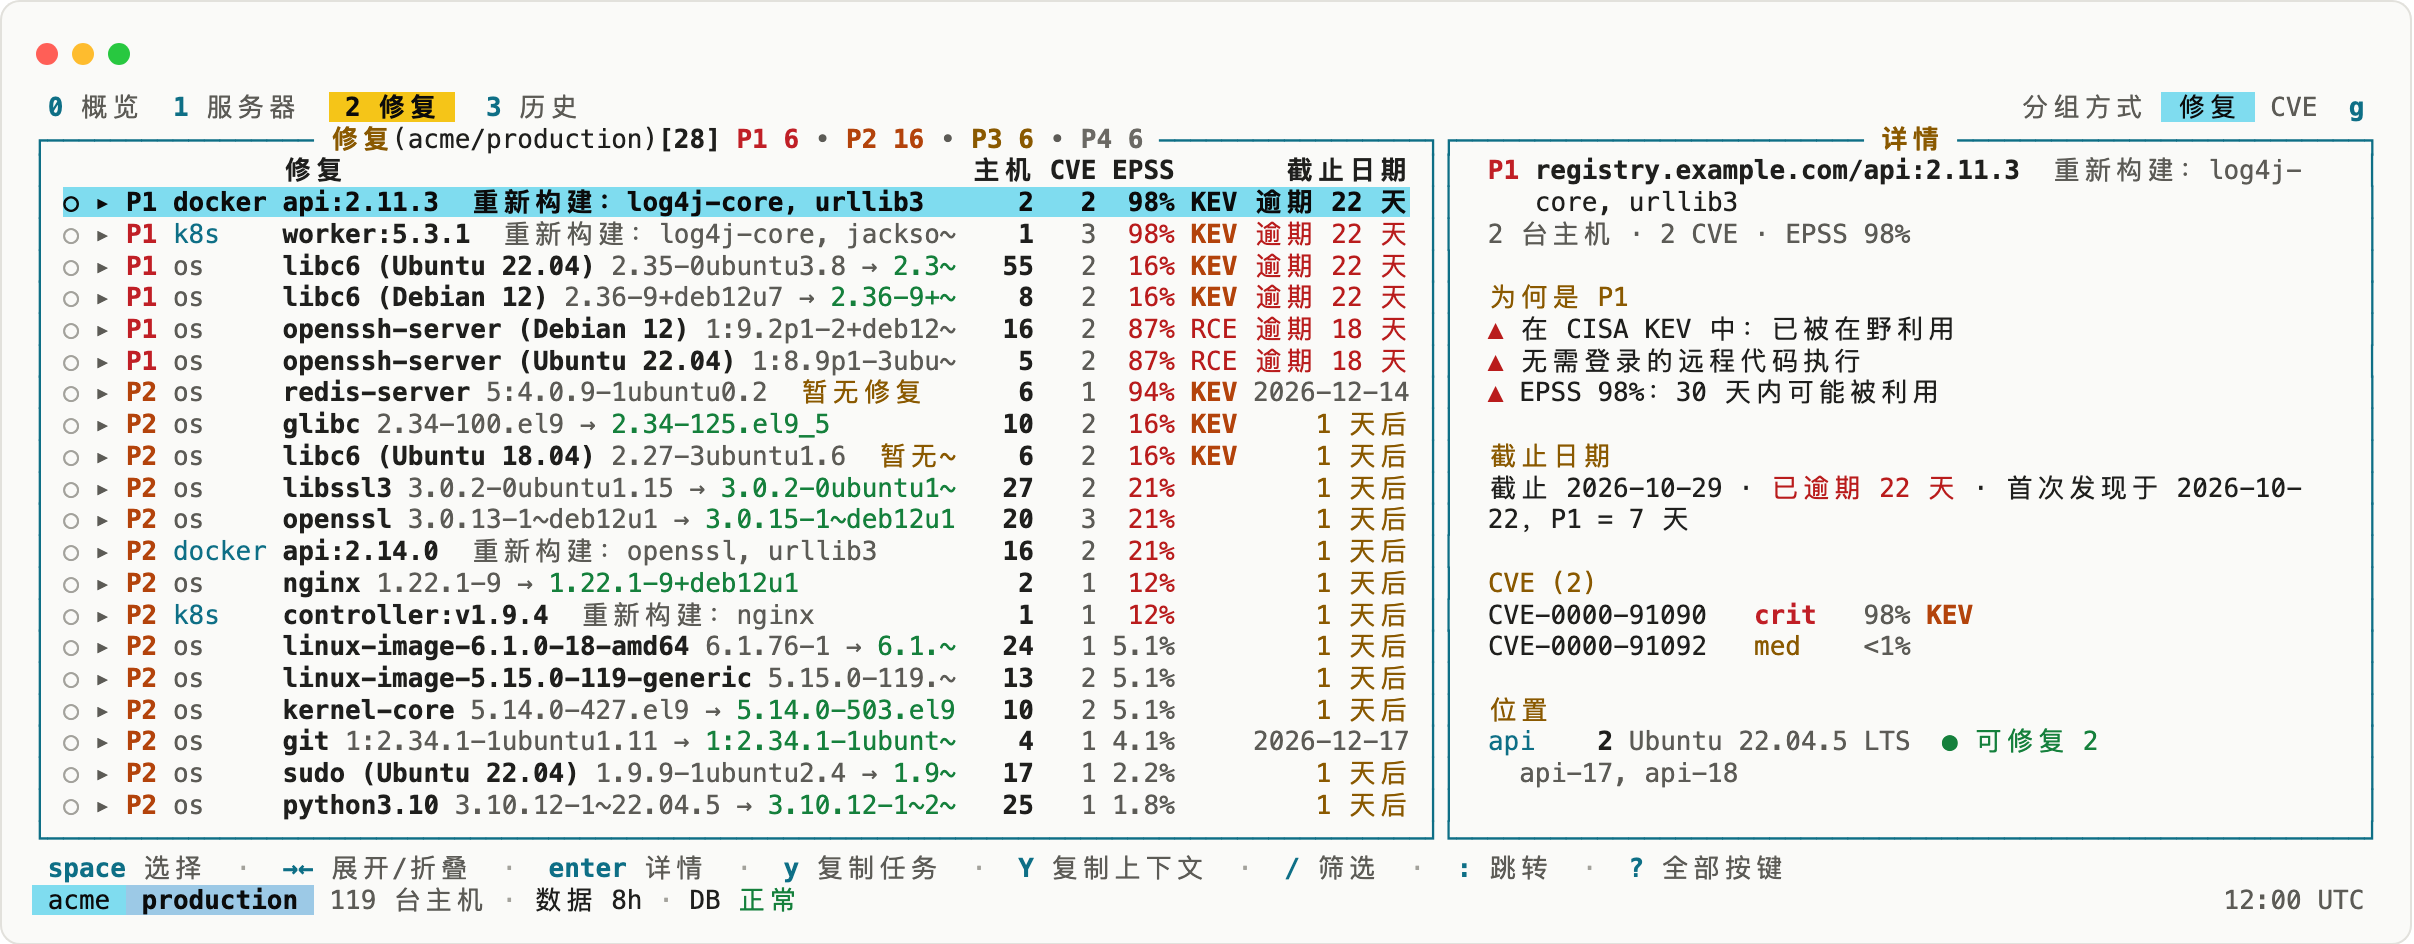 0 概览 1 服务器 2 修复 3 历史 分组方式 修复 CVE g
修复(acme/production)[28] P1 6 • P2 16 • P3 6 • P4 6
详情
修复 主机 CVE EPSS 截止日期
○ ▸ P1 docker api:2.11.3 重新构建: log4j-core, urllib3 2 2 98% KEV 逾期 22 天
○ ▸ P1 k8s worker:5.3.1 重新构建: log4j-core, jackso~ 1 3 98% KEV 逾期 22 天
○ ▸ P1 os libc6 (Ubuntu 22.04) 2.35-0ubuntu3.8 → 2.3~ 55 2 16% KEV 逾期 22 天
○ ▸ P1 os libc6 (Debian 12) 2.36-9+deb12u7 → 2.36-9+~ 8 2 16% KEV 逾期 22 天
○ ▸ P1 os openssh-server (Debian 12) 1:9.2p1-2+deb12~ 16 2 87% RCE 逾期 18 天
○ ▸ P1 os openssh-server (Ubuntu 22.04) 1:8.9p1-3ubu~ 5 2 87% RCE 逾期 18 天
○ ▸ P2 os redis-server 5:4.0.9-1ubuntu0.2 暂无修复 6 1 94% KEV 2026-12-14
○ ▸ P2 os glibc 2.34-100.el9 → 2.34-125.el9_5 10 2 16% KEV 1 天后
○ ▸ P2 os libc6 (Ubuntu 18.04) 2.27-3ubuntu1.6 暂无~ 6 2 16% KEV 1 天后
○ ▸ P2 os libssl3 3.0.2-0ubuntu1.15 → 3.0.2-0ubuntu1~ 27 2 21% 1 天后
○ ▸ P2 os openssl 3.0.13-1~deb12u1 → 3.0.15-1~deb12u1 20 3 21% 1 天后
○ ▸ P2 docker api:2.14.0 重新构建: openssl, urllib3 16 2 21% 1 天后
○ ▸ P2 os nginx 1.22.1-9 → 1.22.1-9+deb12u1 2 1 12% 1 天后
○ ▸ P2 k8s controller:v1.9.4 重新构建: nginx 1 1 12% 1 天后
○ ▸ P2 os linux-image-6.1.0-18-amd64 6.1.76-1 → 6.1.~ 24 1 5.1% 1 天后
○ ▸ P2 os linux-image-5.15.0-119-generic 5.15.0-119.~ 13 2 5.1% 1 天后
○ ▸ P2 os kernel-core 5.14.0-427.el9 → 5.14.0-503.el9 10 2 5.1% 1 天后
○ ▸ P2 os git 1:2.34.1-1ubuntu1.11 → 1:2.34.1-1ubunt~ 4 1 4.1% 2026-12-17
○ ▸ P2 os sudo (Ubuntu 22.04) 1.9.9-1ubuntu2.4 → 1.9~ 17 1 2.2% 1 天后
○ ▸ P2 os python3.10 3.10.12-1~22.04.5 → 3.10.12-1~2~ 25 1 1.8% 1 天后
P1 registry.example.com/api:2.11.3 重新构建: log4j-
core, urllib3
2 台主机 · 2 CVE · EPSS 98%
为何是 P1
▲ 在 CISA KEV 中: 已被在野利用
▲ 无需登录的远程代码执行
▲ EPSS 98%: 30 天内可能被利用
截止日期
截止 2026-10-29 · 已逾期 22 天 · 首次发现于 2026-10-
22, P1 = 7 天
CVE (2)
CVE-0000-91090 crit 98% KEV
CVE-0000-91092 med <1%
位置
api 2 Ubuntu 22.04.5 LTS ● 可修复 2
api-17, api-18
space 选择 · →← 展开/折叠 · enter 详情 · y 复制任务 · Y 复制上下文 · / 筛选 · : 跳转 · ? 全部按键
acme production 119 台主机 · 数据 8h · DB 正常 12:00 UTC